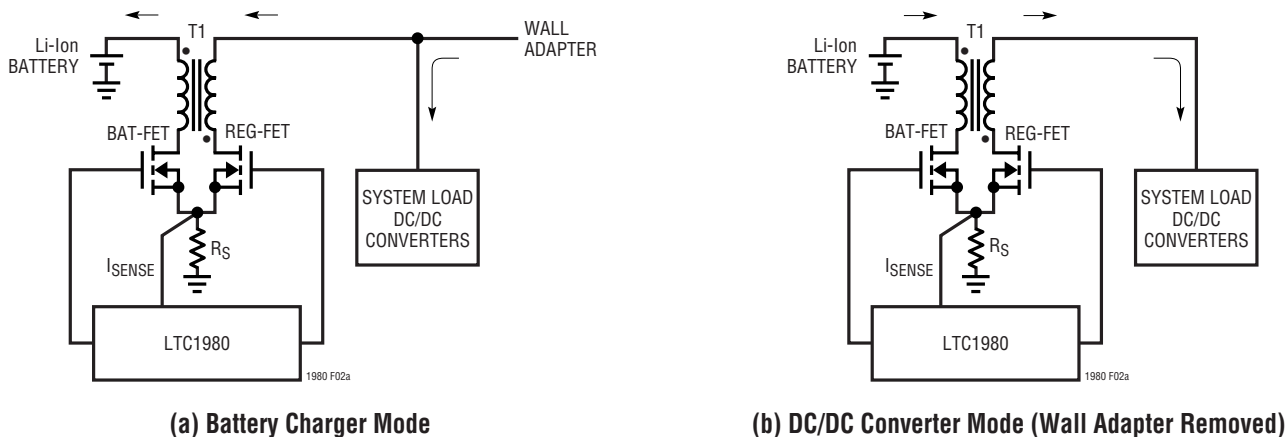 T1
WALL
ADAPTER
Li-Ion
BATTERY
BAT-FET
REG-FET
SYSTEM LOAD
DC/DC
CONVERTERS
RS
ISENSE
LTC1980
1980 F02a
(a) Battery Charger Mode
T1
Li-Ion
BATTERY
BAT-FET
REG-FET
SYSTEM LOAD
DC/DC
CONVERTERS
RS
ISENSE
LTC1980
1980 F02a
(b) DC/DC Converter Mode (Wall Adapter Removed)